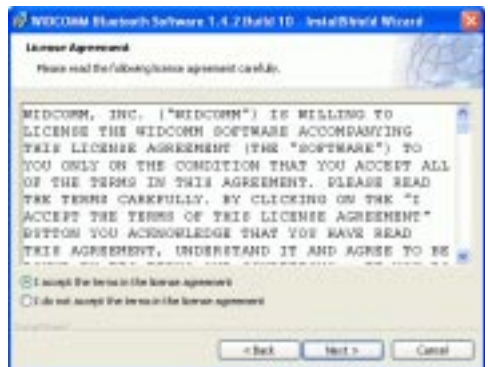 WIDCOMM Bluetooth Software 1.4.2 Build 10 - InstallShield Wizard
License Agreement
Please read the following license agreement carefully.
WIDCOMM, INC. ("WIDCOMM") IS WILLING TO
LICENSE THE WIDCOMM SOFTWARE ACCOMPANYING
THIS LICENSE AGREEMENT (THE "SOFTWARE") TO
YOU ONLY ON THE CONDITION THAT YOU ACCEPT ALL
OF THE TERMS IN THIS AGREEMENT. PLEASE READ
THE TERMS CAREFULLY. BY CLICKING ON THE "I
ACCEPT THE TERMS OF THIS LICENSE AGREEMENT"
BUTTON YOU ACKNOWLEDGE THAT YOU HAVE READ
THIS AGREEMENT, UNDERSTAND IT AND AGREE TO BE
I accept the terms in the license agreement
I do not accept the terms in the license agreement
< Back Next > Cancel